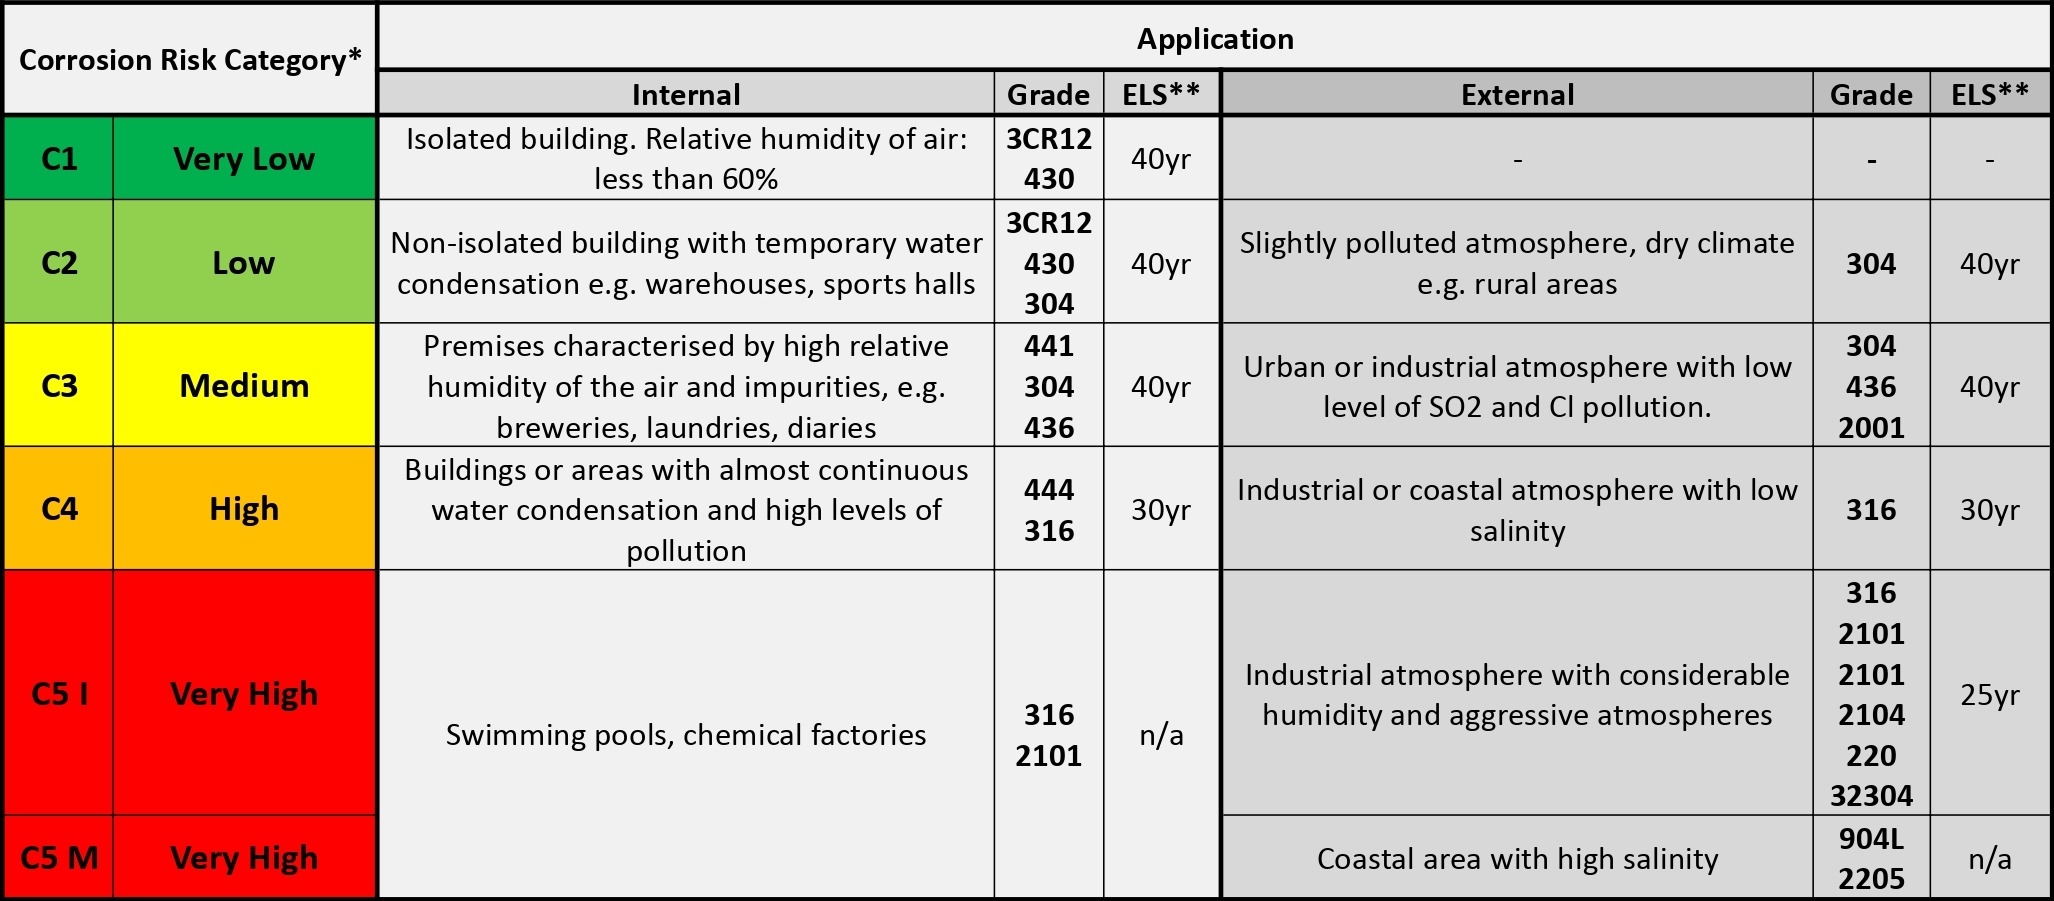 Corrosion Risk Category*
Application
Internal
Grade
ELS**
External
Grade
ELS**
C1
Very Low
Isolated building. Relative humidity of air:
less than 60%
3CR12
430
40yr
-
-
-
C2
Low
Non-isolated building with temporary water
condensation e.g. warehouses, sports halls
3CR12
430
304
40yr
Slightly polluted atmosphere, dry climate
e.g. rural areas
304
40yr
C3
Medium
Premises characterised by high relative
humidity of the air and impurities, e.g.
breweries, laundries, diaries
441
304
436
40yr
Urban or industrial atmosphere with low
level of SO2 and Cl pollution.
304
436
2001
40yr
C4
High
Buildings or areas with almost continuous
water condensation and high levels of
pollution
444
316
30yr
Industrial or coastal atmosphere with low
salinity
316
30yr
C5 I
Very High
Swimming pools, chemical factories
316
2101
n/a
Industrial atmosphere with considerable
humidity and aggressive atmospheres
316
2101
2101
2104
220
32304
25yr
C5 M
Very High
Coastal area with high salinity
904L
2205
n/a